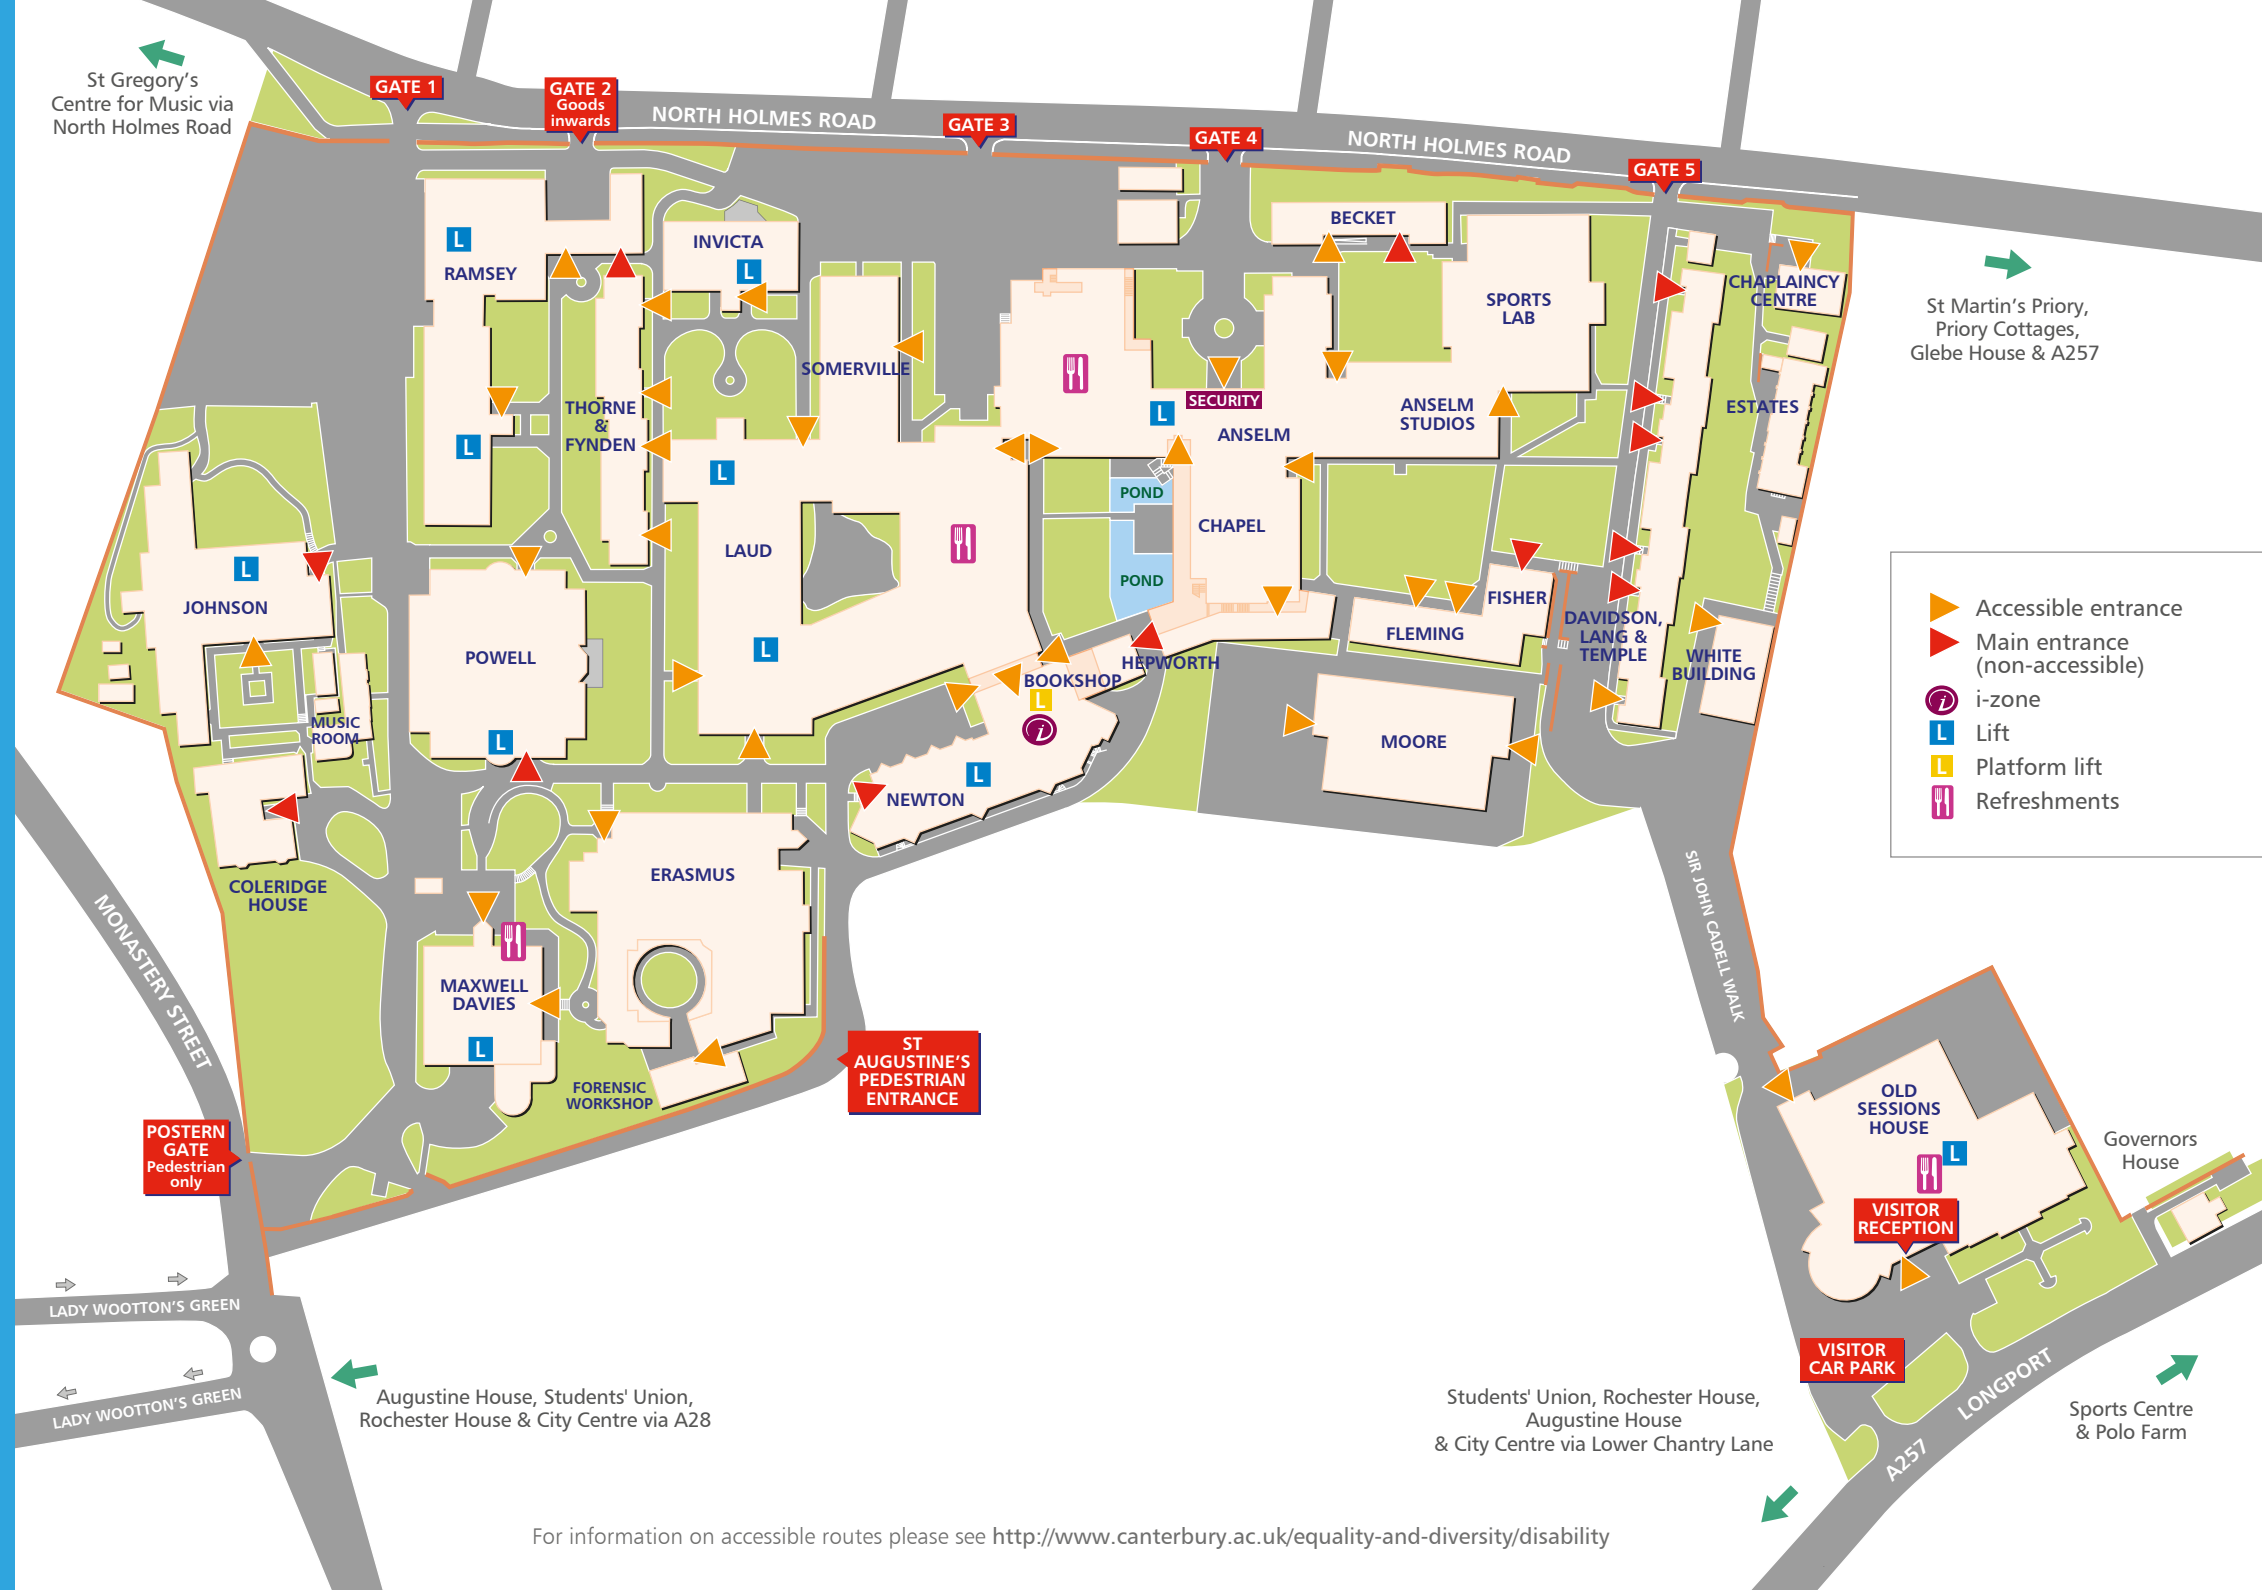 St Gregory's
Centre for Music via
North Holmes Road
GATE 1
GATE 2
Goods
inwards
NORTH HOLMES ROAD
GATE 3
GATE 4
NORTH HOLMES ROAD
GATE 5
St Martin's Priory,
Priory Cottages,
Glebe House & A257
L
RAMSEY
INVICTA
L
BECKET
SPORTS
LAB
CHAPLAINCY
CENTRE
SOMERVILLE
THORNE
&
FYNDEN
L
L
L
SECURITY
ANSELM
ANSELM
STUDIOS
ESTATES
POND
CHAPEL
LAUD
POND
L
JOHNSON
FISHER
FLEMING
DAVIDSON,
LANG &
TEMPLE
WHITE
BUILDING
POWELL
L
HEPWORTH
BOOKSHOP
L
i
MUSIC
ROOM
L
MOORE
L
NEWTON
Accessible entrance
Main entrance
(non-accessible)
i
i-zone
L
Lift
L
Platform lift
Refreshments
ERASMUS
COLERIDGE
HOUSE
MONASTERY STREET
SIR JOHN CADELL WALK
MAXWELL
DAVIES
L
FORENSIC
WORKSHOP
ST
AUGUSTINE'S
PEDESTRIAN
ENTRANCE
POSTERN
GATE
Pedestrian
only
OLD
SESSIONS
HOUSE
L
Governors
House
VISITOR
RECEPTION
LADY WOOTTON'S GREEN
LADY WOOTTON'S GREEN
VISITOR
CAR PARK
LONGPORT
A257
Augustine House, Students' Union,
Rochester House & City Centre via A28
Students' Union, Rochester House,
Augustine House
& City Centre via Lower Chantry Lane
Sports Centre
& Polo Farm
For information on accessible routes please see http://www.canterbury.ac.uk/equality-and-diversity/disability